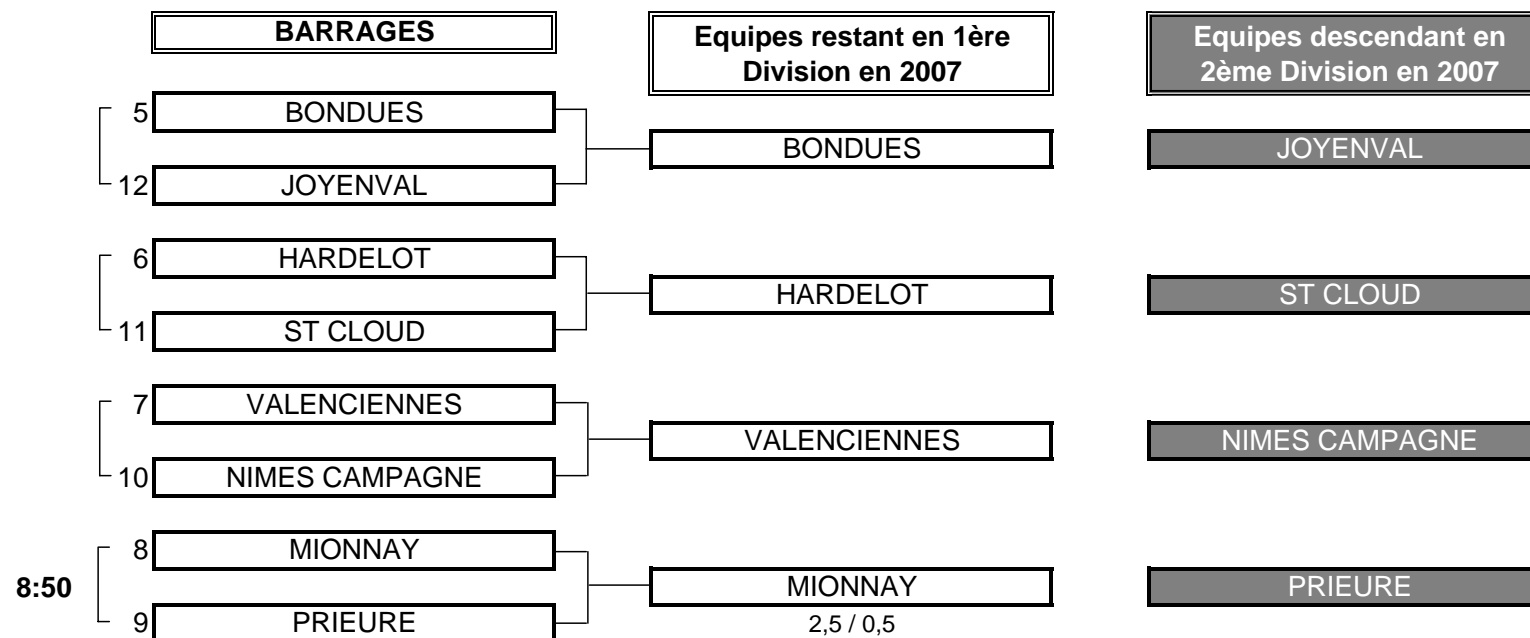 BARRAGES
Equipes restant en 1ère
Division en 2007
Equipes descendant en
2ème Division en 2007
5 BONDUES
BONDUES
JOYENVAL
12 JOYENVAL
6 HARDELOT
HARDELOT
ST CLOUD
11 ST CLOUD
7 VALENCIENNES
VALENCIENNES
NIMES CAMPAGNE
10 NIMES CAMPAGNE
8 MIONNAY
8:50
MIONNAY
PRIEURE
9 PRIEURE
2,5 / 0,5